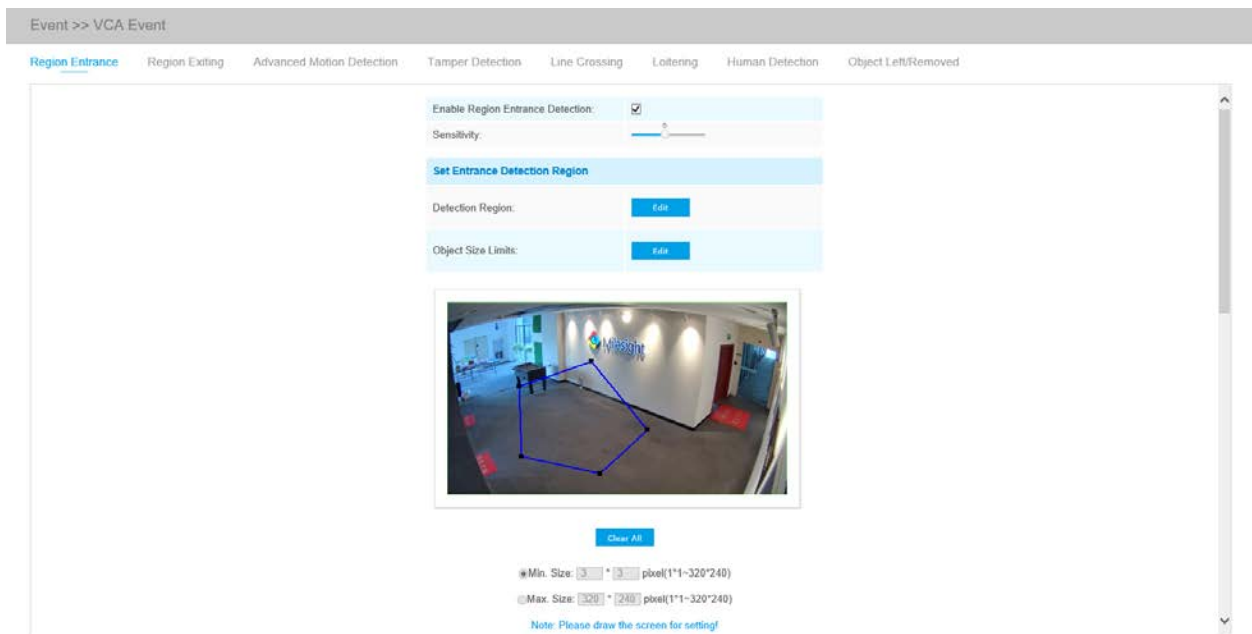 Event >> VCA Event
Region Entrance Region Exiting Advanced Motion Detection Tamper Detection Line Crossing Loitering Human Detection Object Left/Removed
Enable Region Entrance Detection:
Sensitivity:
5
Set Entrance Detection Region
Detection Region: Edit
Object Size Limits: Edit
Milesight
Clear All
Min. Size: 3 * 3 pixel(1*1~320*240)
Max. Size: 320 * 240 pixel(1*1~320*240)
Note: Please draw the screen for setting!